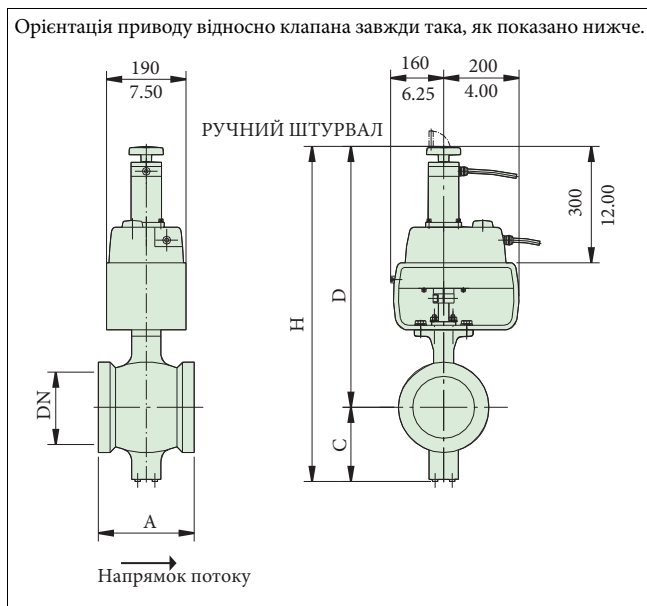 Орієнтація приводу відносно клапана завжди така, як показано нижче.
190
7.50
160
6.25
200
4.00
РУЧНИЙ ШТУРВАЛ
300
12.00
H
D
DN
C
A
Напрямок потоку